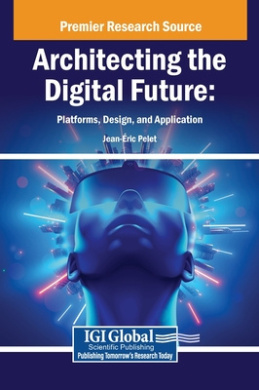 Premier Research Source
Architecting the
Digital Future:
Platforms, Design, and Application
Jean-Éric Pelet
IGI Global
Scientific Publishing
Publishing Tomorrow's Research Today